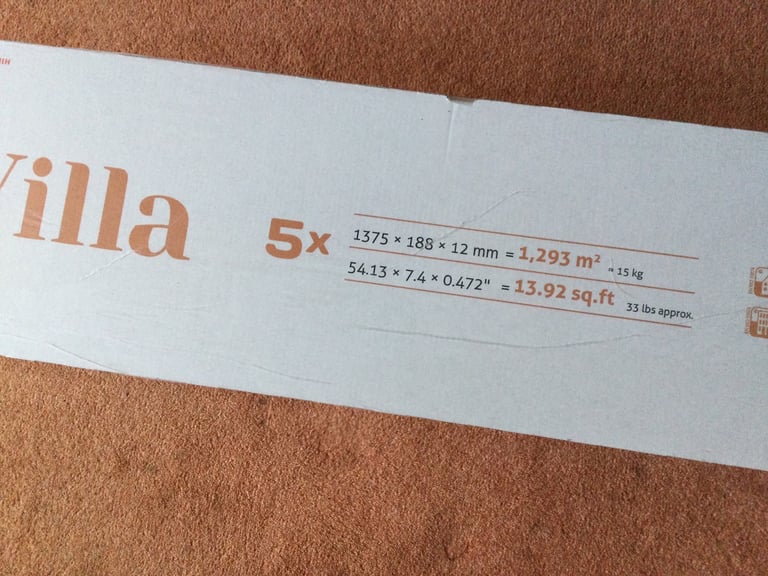 Villa
5x
1375 × 188 × 12 mm = 1,293 m² ≈ 15 kg
54.13 × 7.4 × 0.472" = 13.92 sq.ft 33 lbs approx.